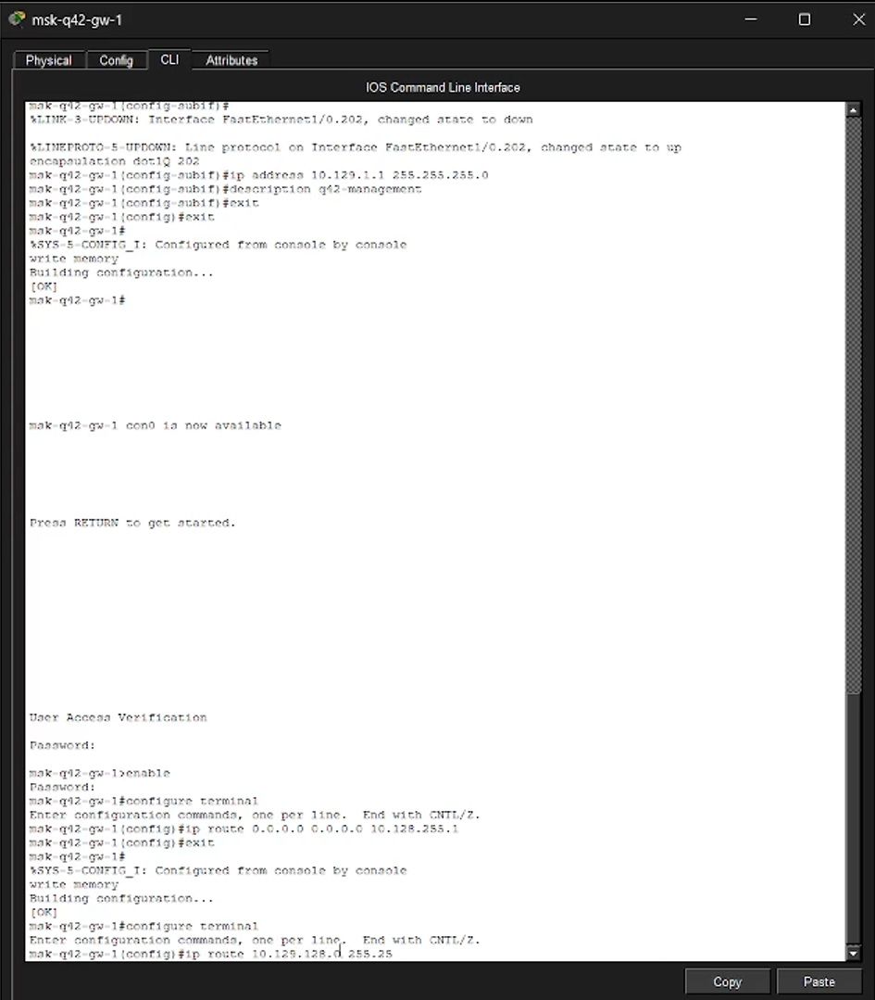 msk-q42-gw-1
Physical Config CLI Attributes
IOS Command Line Interface
msk-q42-gw-1(config-subif)#
%LINK-3-UPDOWN: Interface FastEthernet1/0.202, changed state to down
%LINEPROTO-5-UPDOWN: Line protocol on Interface FastEthernet1/0.202, changed state to up
encapsulation dot1Q 202
msk-q42-gw-1(config-subif)#ip address 10.129.1.1 255.255.255.0
msk-q42-gw-1(config-subif)#description q42-management
msk-q42-gw-1(config-subif)#exit
msk-q42-gw-1(config)#exit
msk-q42-gw-1#
%SYS-5-CONFIG_I: Configured from console by console
write memory
Building configuration...
[OK]
msk-q42-gw-1#
msk-q42-gw-1 con0 is now available
Press RETURN to get started.
User Access Verification
Password:
msk-q42-gw-1>enable
Password:
msk-q42-gw-1#configure terminal
Enter configuration commands, one per line.  End with CNTL/Z.
msk-q42-gw-1(config)#ip route 0.0.0.0 0.0.0.0 10.128.255.1
msk-q42-gw-1(config)#exit
msk-q42-gw-1#
%SYS-5-CONFIG_I: Configured from console by console
write memory
Building configuration...
[OK]
msk-q42-gw-1#configure terminal
Enter configuration commands, one per line.  End with CNTL/Z.
msk-q42-gw-1(config)#ip route 10.129.128.0 255.25
Copy Paste